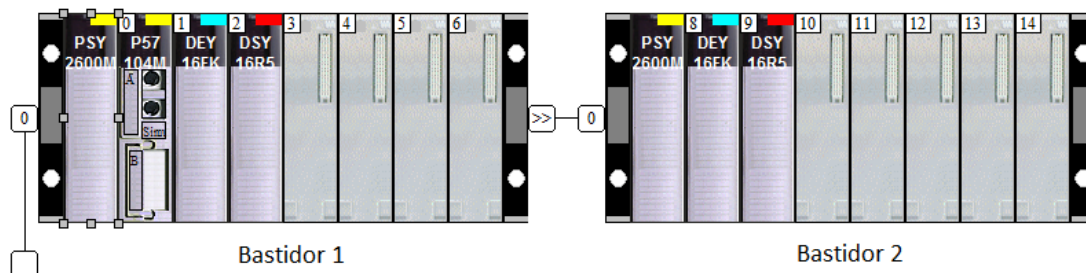 0 1 2 3 4 5 6
PSY P57 DEY DSY
2600M 104M 16FK 16R5
A
B
0
>>
0
8 9 10 11 12 13 14
PSY DEY DSY
2600M 16FK 16R5
Bastidor 1
Bastidor 2